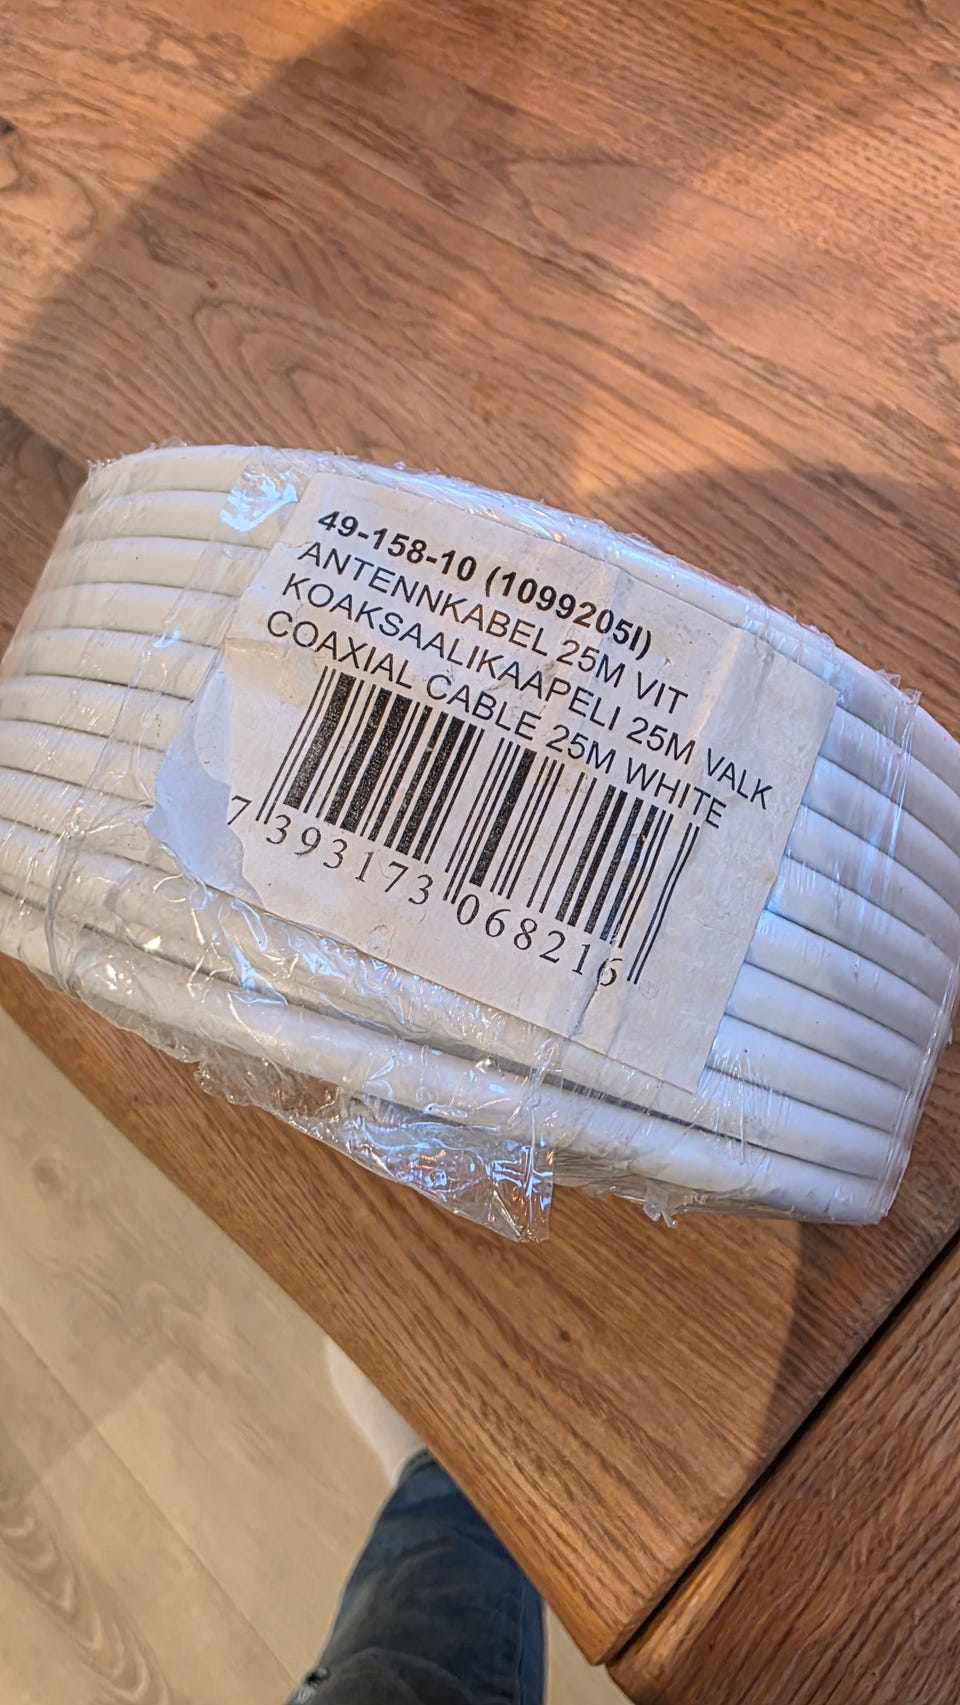 49-158-10 (1099205I)
ANTENNKABEL 25M VIT
KOAKSAALIKAAPELI 25M VALK
COAXIAL CABLE 25M WHITE
7 393173 068216